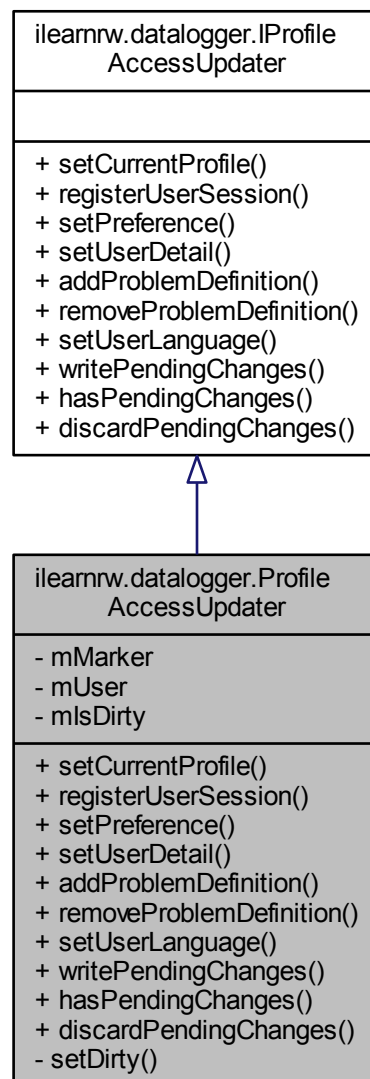 ilearnrw.datalogger.IProfile
AccessUpdater
+ setCurrentProfile()
+ registerUserSession()
+ setPreference()
+ setUserDetail()
+ addProblemDefinition()
+ removeProblemDefinition()
+ setUserLanguage()
+ writePendingChanges()
+ hasPendingChanges()
+ discardPendingChanges()
ilearnrw.datalogger.Profile
AccessUpdater
- mMarker
- mUser
- mIsDirty
+ setCurrentProfile()
+ registerUserSession()
+ setPreference()
+ setUserDetail()
+ addProblemDefinition()
+ removeProblemDefinition()
+ setUserLanguage()
+ writePendingChanges()
+ hasPendingChanges()
+ discardPendingChanges()
- setDirty()